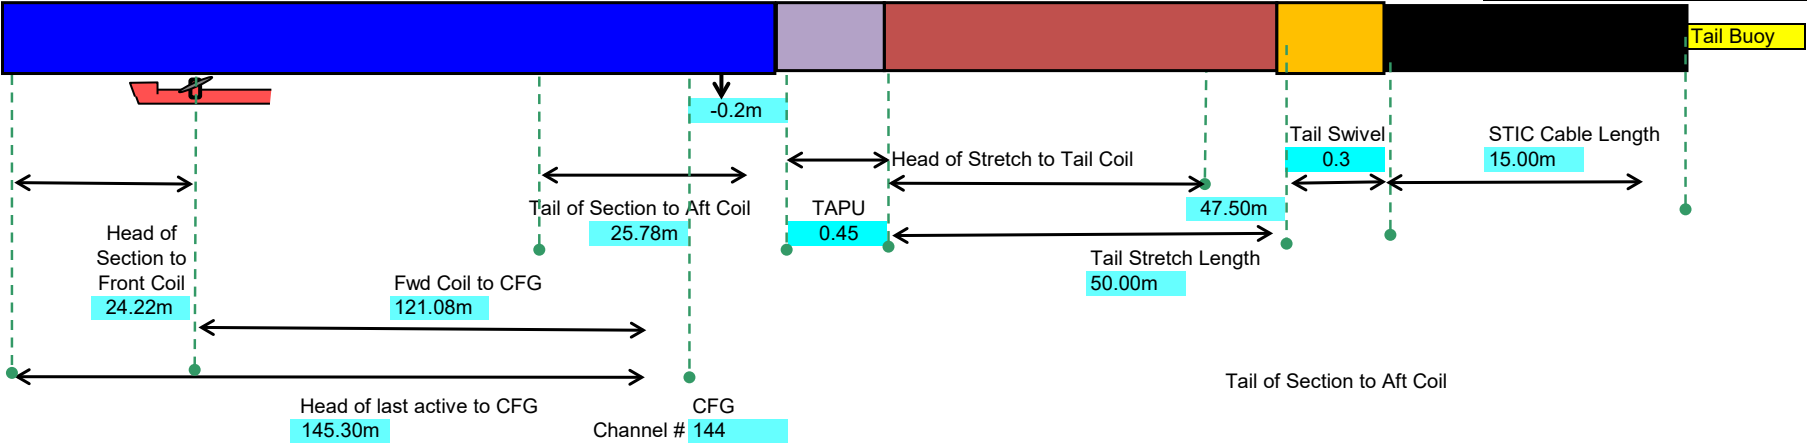 Tail Buoy
-0.2m
Tail Swivel
0.3
STIC Cable Length
15.00m
Head of Stretch to Tail Coil
47.50m
Tail of Section to Aft Coil
25.78m
TAPU
0.45
Head of
Section to
Front Coil
24.22m
Tail Stretch Length
50.00m
Fwd Coil to CFG
121.08m
Tail of Section to Aft Coil
Head of last active to CFG
145.30m
CFG
Channel # 144